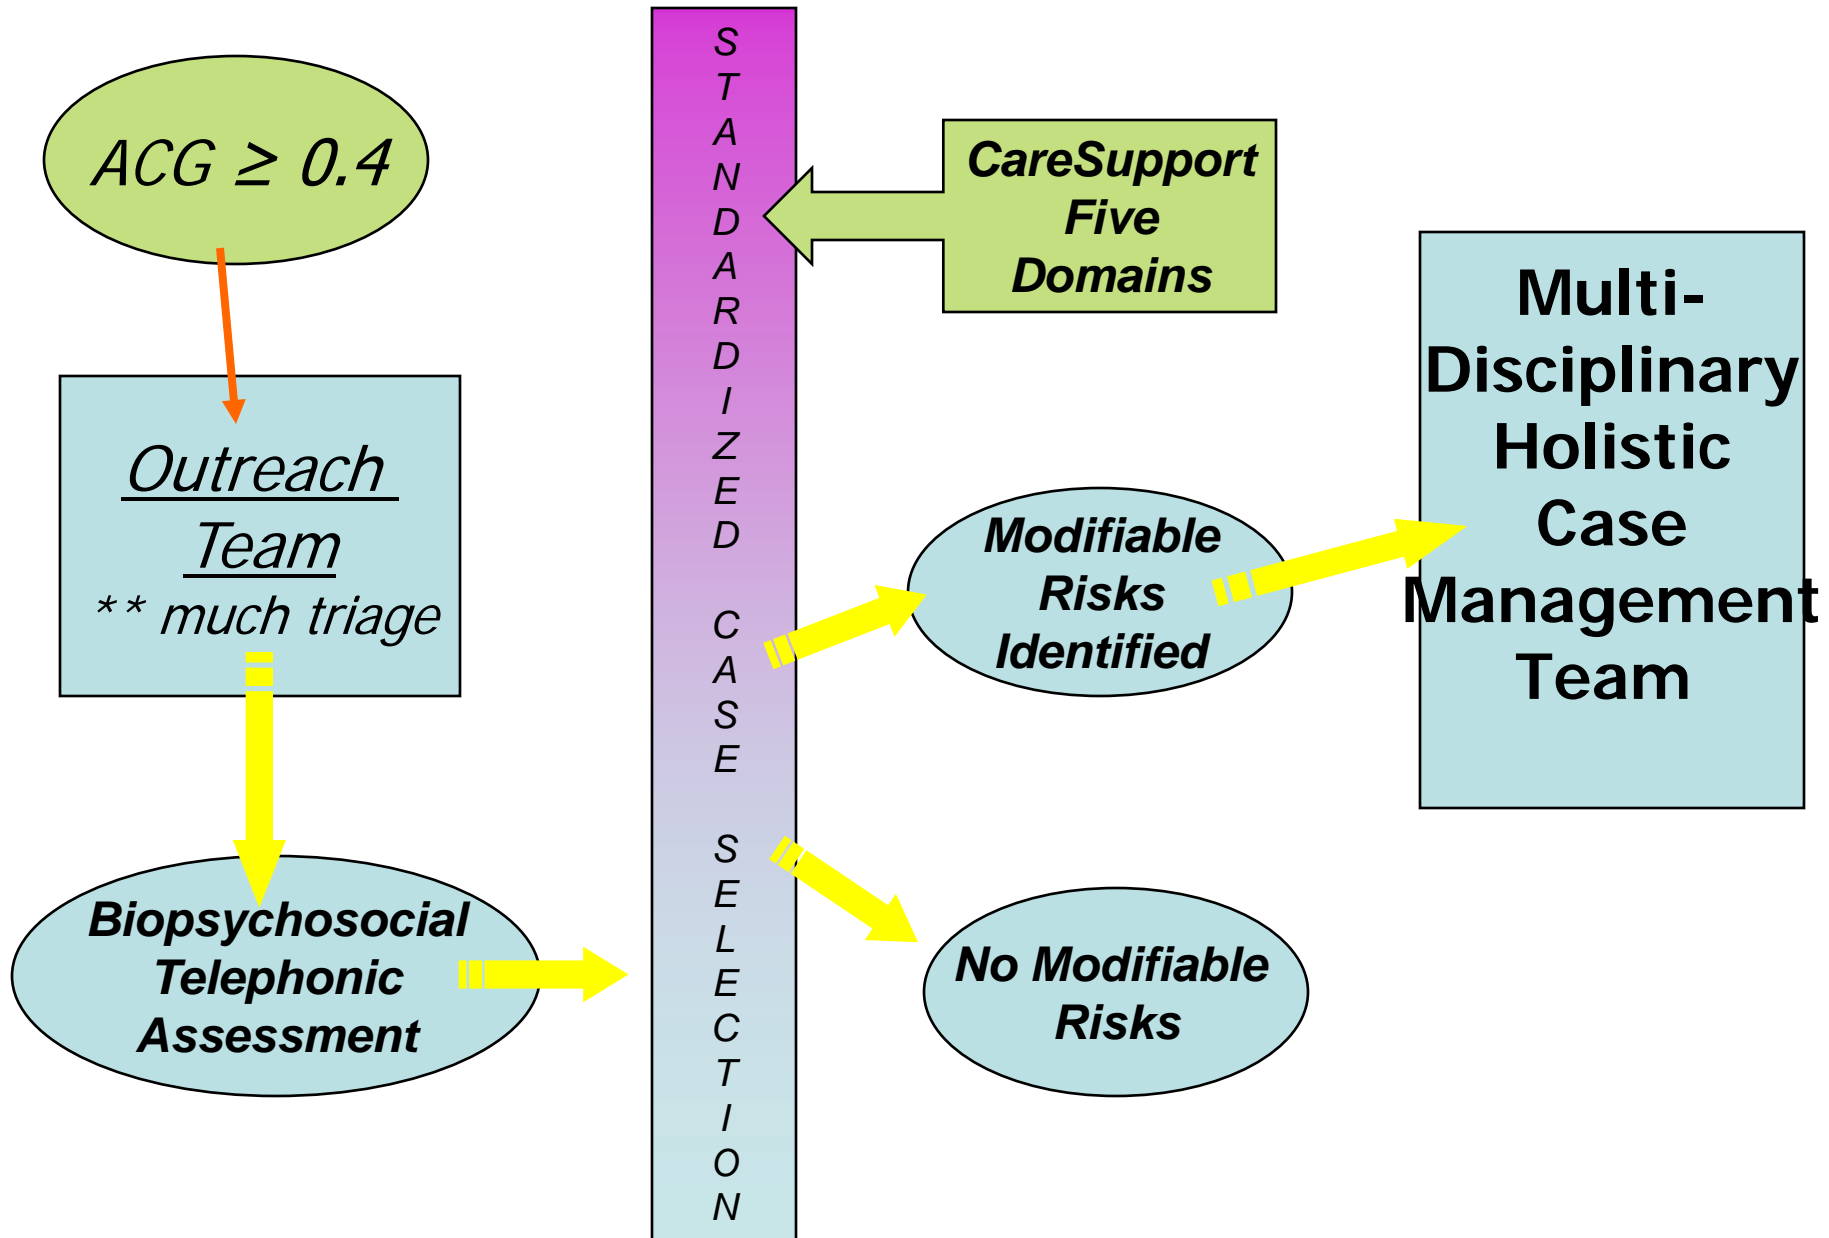 ACG ≥ 0.4
Outreach
Team
** much triage
Biopsychosocial
Telephonic
Assessment
S
T
A
N
D
A
R
D
I
Z
E
D
C
A
S
E
S
E
L
E
C
T
I
O
N
CareSupport
Five
Domains
Modifiable
Risks
Identified
No Modifiable
Risks
Multi-
Disciplinary
Holistic
Case
Management
Team